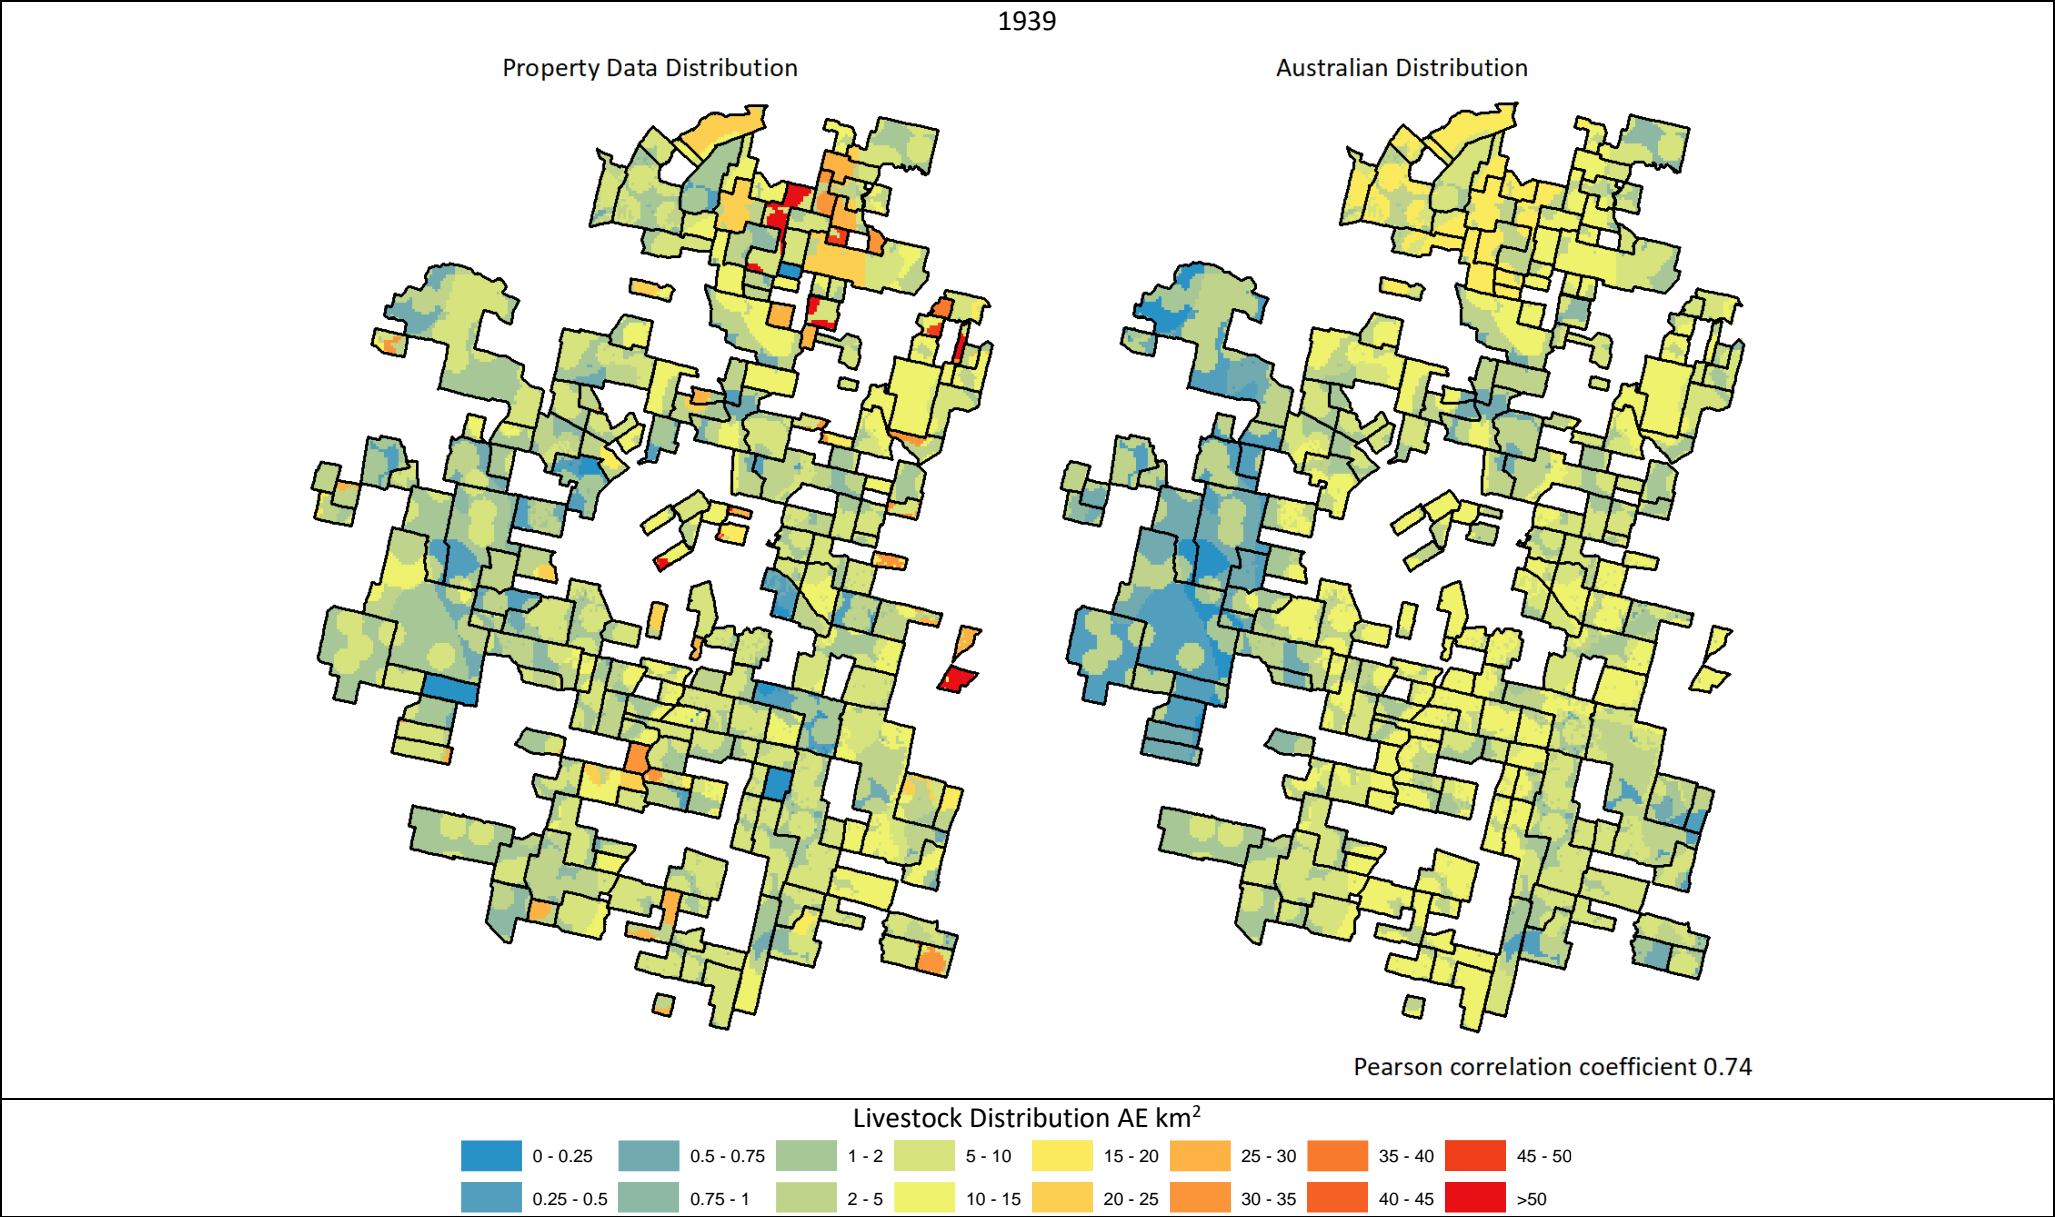 1939
Property Data Distribution
Australian Distribution
Pearson correlation coefficient 0.74
Livestock Distribution AE km²
0 - 0.25
0.5 - 0.75
1 - 2
5 - 10
15 - 20
25 - 30
35 - 40
45 - 50
0.25 - 0.5
0.75 - 1
2 - 5
10 - 15
20 - 25
30 - 35
40 - 45
>50